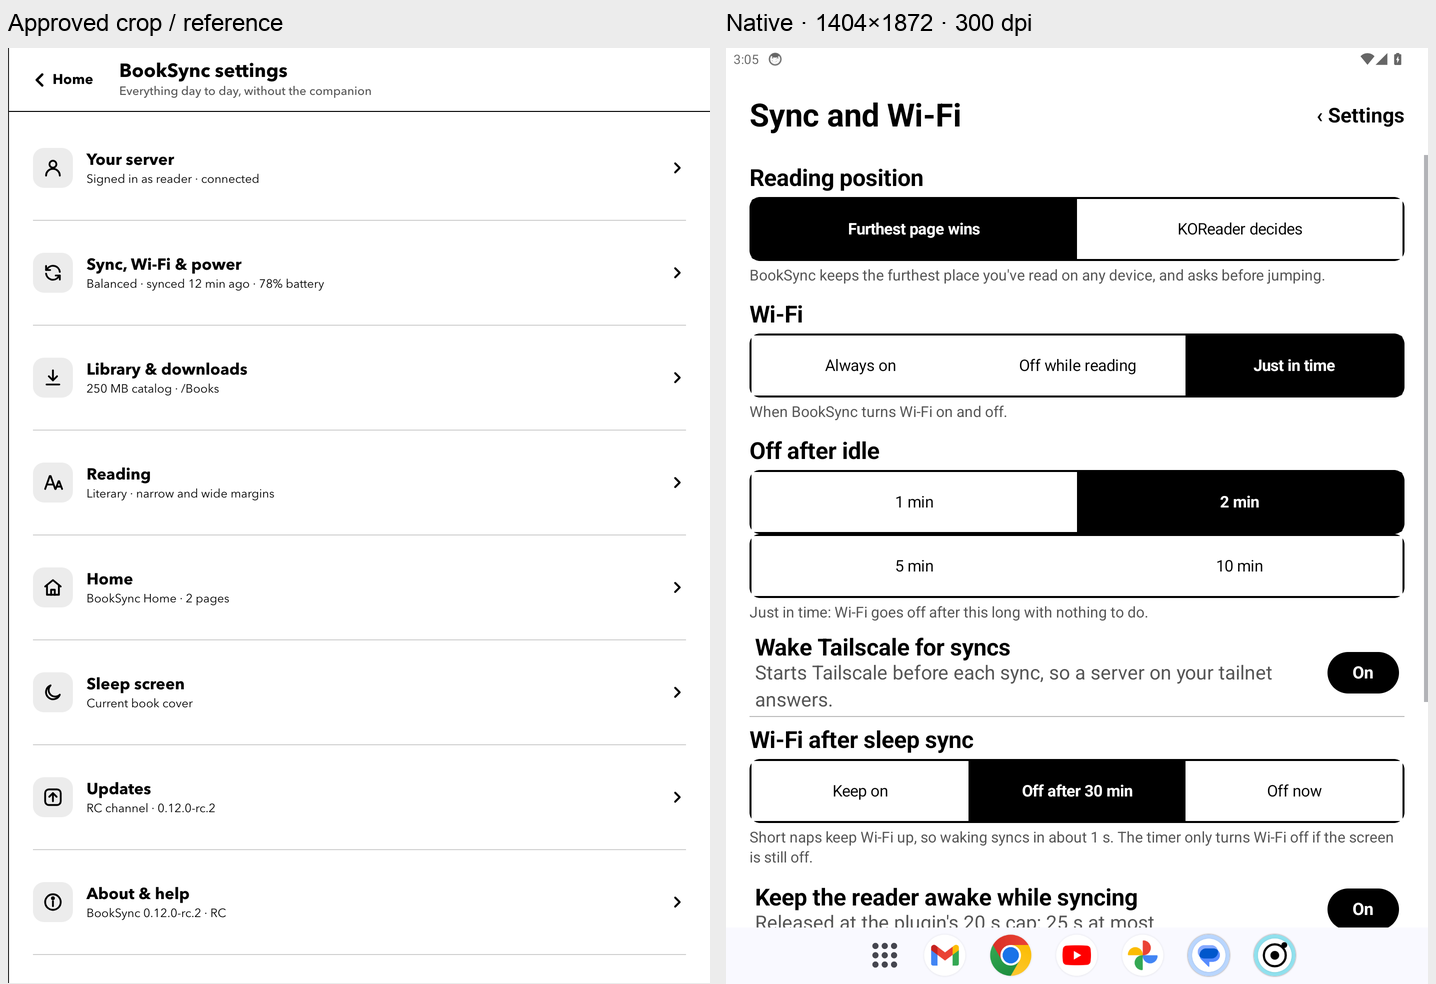 Approved crop / reference
Home
BookSync settings
Everything day to day, without the companion
Your server
Signed in as reader · connected
Sync, Wi-Fi & power
Balanced · synced 12 min ago · 78% battery
Library & downloads
250 MB catalog · /Books
Reading
Literary · narrow and wide margins
Home
BookSync Home · 2 pages
Sleep screen
Current book cover
Updates
RC channel · 0.12.0-rc.2
About & help
BookSync 0.12.0-rc.2 · RC
Native · 1404×1872 · 300 dpi
3:05
Sync and Wi-Fi
‹ Settings
Reading position
Furthest page wins
KOReader decides
BookSync keeps the furthest place you've read on any device, and asks before jumping.
Wi-Fi
Always on
Off while reading
Just in time
When BookSync turns Wi-Fi on and off.
Off after idle
1 min
2 min
5 min
10 min
Just in time: Wi-Fi goes off after this long with nothing to do.
Wake Tailscale for syncs
Starts Tailscale before each sync, so a server on your tailnet
answers.
On
Wi-Fi after sleep sync
Keep on
Off after 30 min
Off now
Short naps keep Wi-Fi up, so waking syncs in about 1 s. The timer only turns Wi-Fi off if the screen
is still off.
Keep the reader awake while syncing
Released at the plugin's 20 s cap; 25 s at most
On